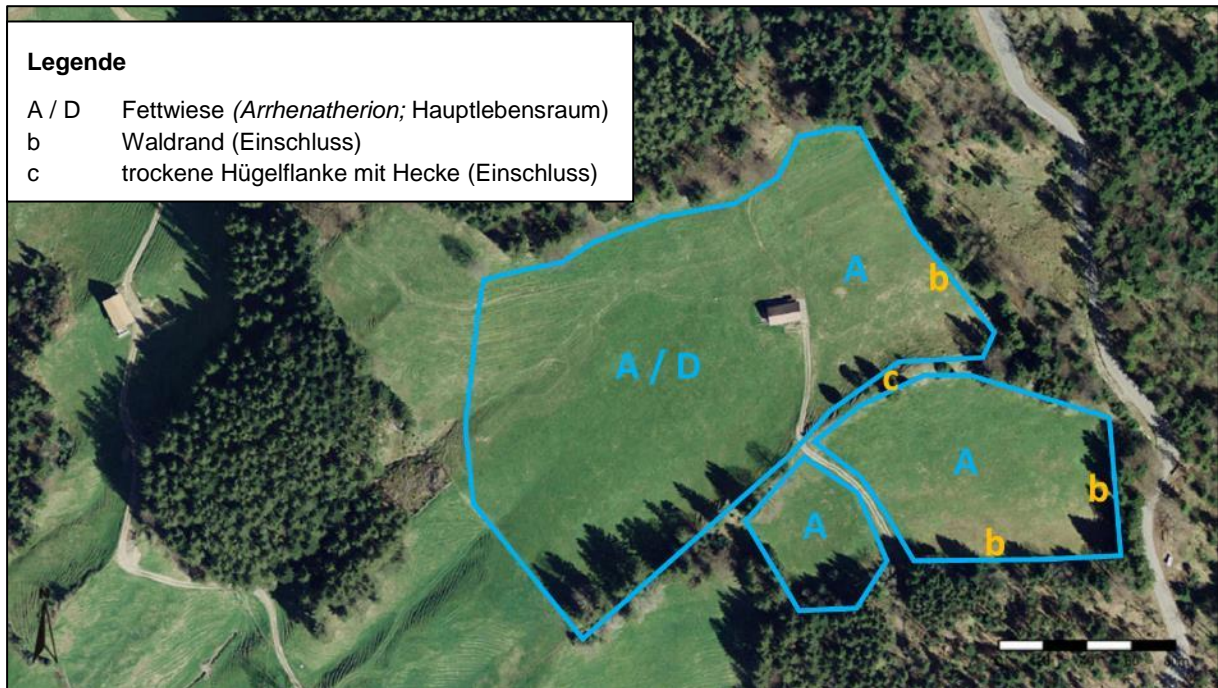 Legende
A / D Fettwiese (Arrhenatherion; Hauptlebensraum)
b Waldrand (Einschluss)
c trockene Hügelflanke mit Hecke (Einschluss)
A
b
A / D
c
A
b
A
b